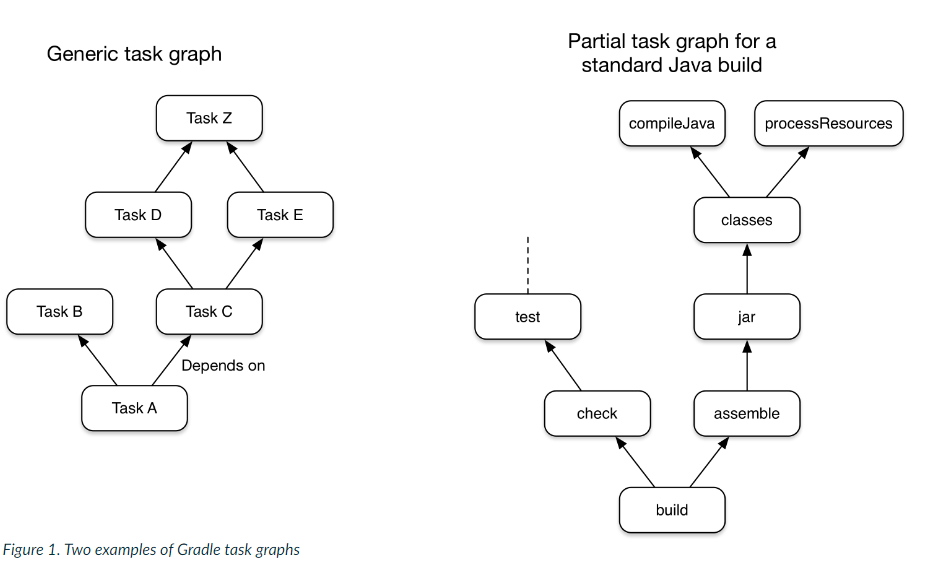 Generic task graph
Task Z
Task D
Task E
Task B
Task C
Depends on
Task A
Partial task graph for a
standard Java build
compileJava
processResources
classes
test
jar
check
assemble
build
Figure 1. Two examples of Gradle task graphs